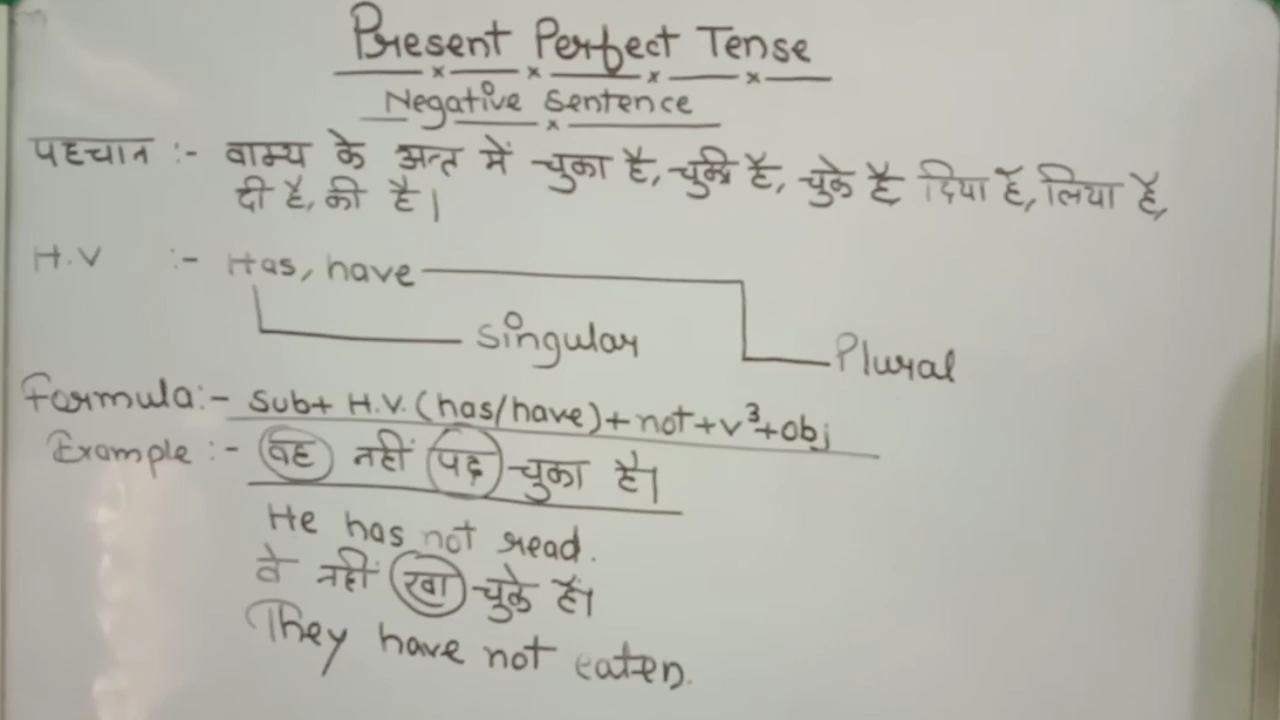 Present Perfect Tense
Negative Sentence
पहचान :- वाम्य के अन्त में चुका है, चुकी है, चुके है दिया है, लिया है,
दी है, की है।
H.V :- Has, have
Singular
Plural
Formula:- Sub+ H.V. (has/have)+not+v³+obj
Example :- वह नहीं पढ़ चुका है।
He has not read.
वे नहीं खा चुके हैं।
They have not eaten.